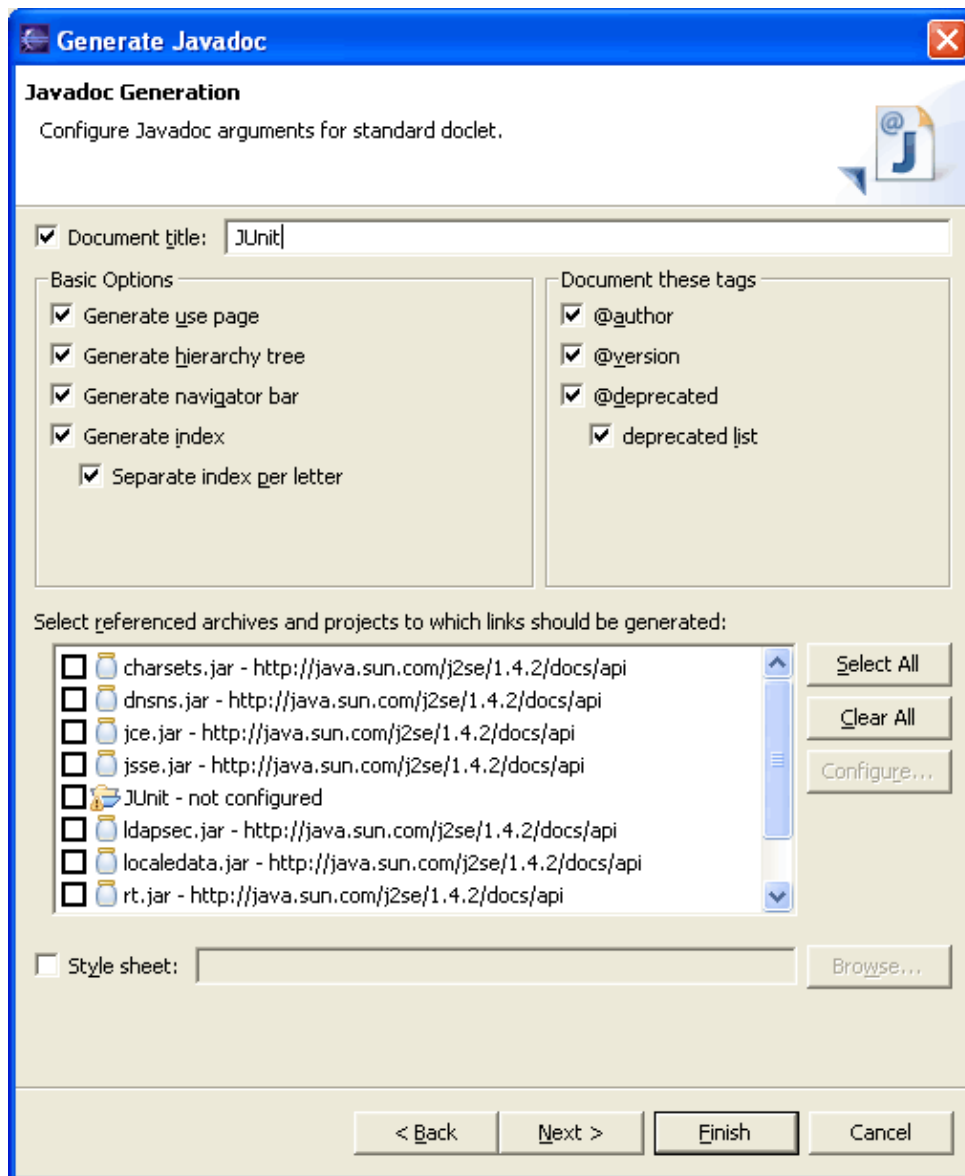 Generate Javadoc
Javadoc Generation
Configure Javadoc arguments for standard doclet.
@
J
Document title: JUnit
Basic Options
Generate use page
Generate hierarchy tree
Generate navigator bar
Generate index
Separate index per letter
Document these tags
@author
@version
@deprecated
deprecated list
Select referenced archives and projects to which links should be generated:
charsets.jar - http://java.sun.com/j2se/1.4.2/docs/api
dnsns.jar - http://java.sun.com/j2se/1.4.2/docs/api
jce.jar - http://java.sun.com/j2se/1.4.2/docs/api
jsse.jar - http://java.sun.com/j2se/1.4.2/docs/api
JUnit - not configured
ldapsec.jar - http://java.sun.com/j2se/1.4.2/docs/api
localedata.jar - http://java.sun.com/j2se/1.4.2/docs/api
rt.jar - http://java.sun.com/j2se/1.4.2/docs/api
Select All
Clear All
Configure...
Style sheet:
Browse...
< Back
Next >
Finish
Cancel